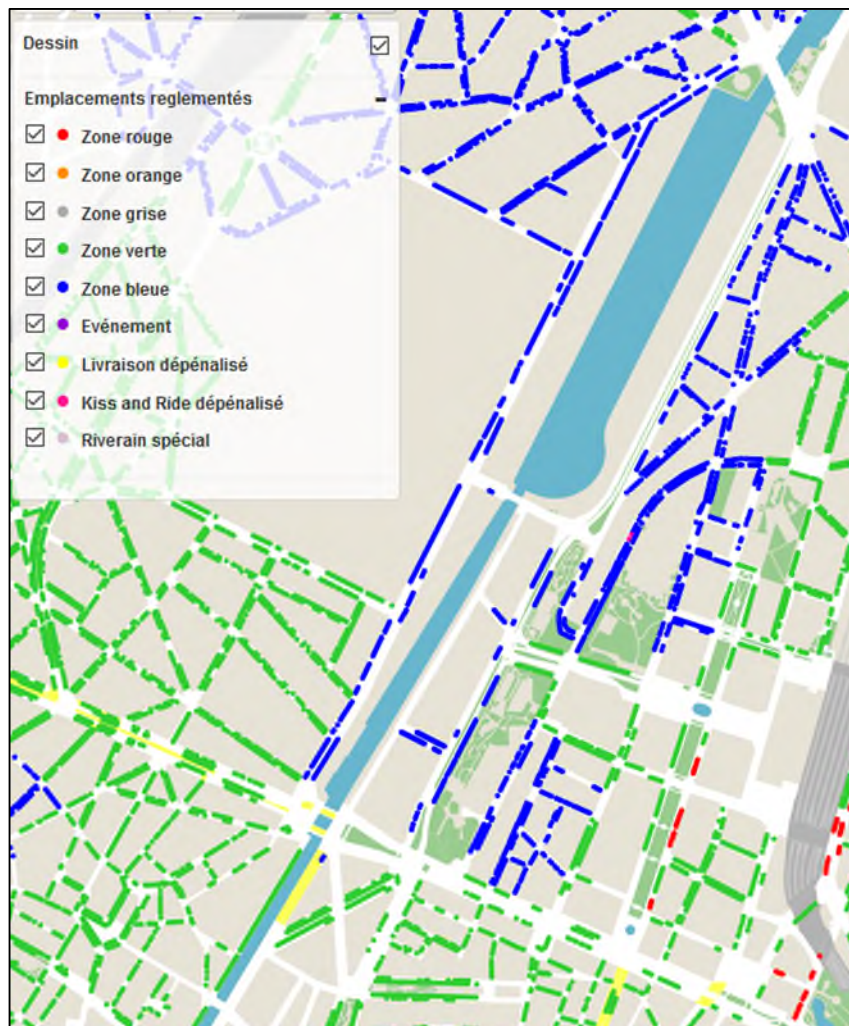 Dessin
Emplacements reglementés
Zone rouge
Zone orange
Zone grise
Zone verte
Zone bleue
Evénement
Livraison dépénalisé
Kiss and Ride dépénalisé
Riverain spécial